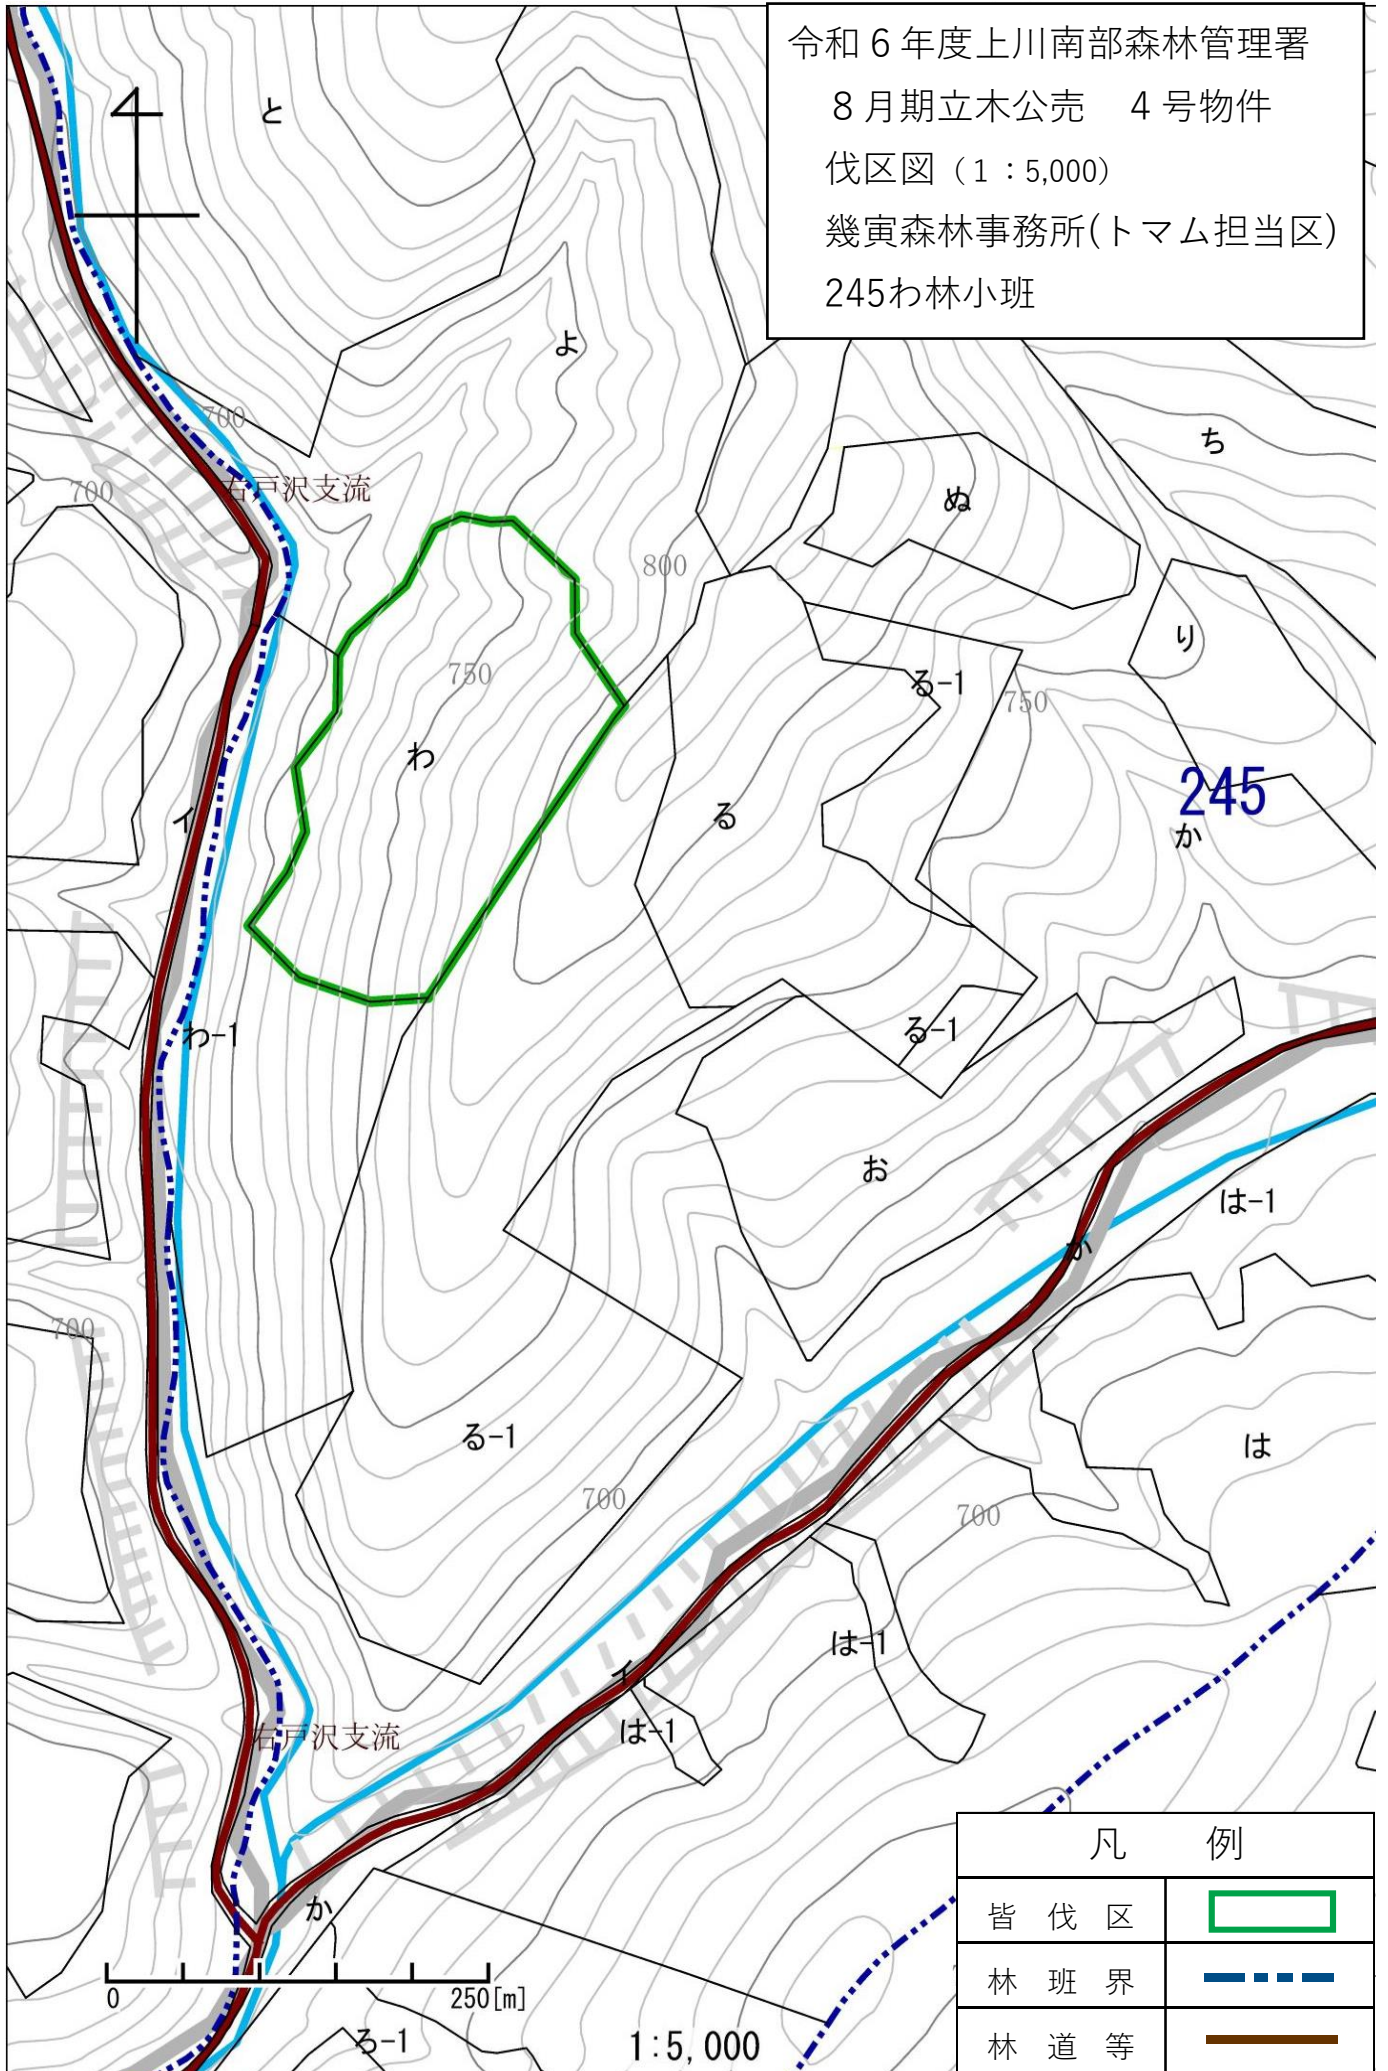 令和６年度上川南部森林管理署
８月期立木公売　４号物件
伐区図（１：5,000）
幾寅森林事務所(トマム担当区)
245わ林小班
と
よ
700
ち
700
右戸沢支流
ぬ
800
り
750
る-1
750
わ
245
る
イ
か
わ-1
る-1
お
は-1
か
700
る-1
は
700
700
は-1
イ
は-1
右戸沢支流
凡　例
か
皆　伐　区
林　班　界
0
250[m]
林　道　等
ろ-1
1:5,000